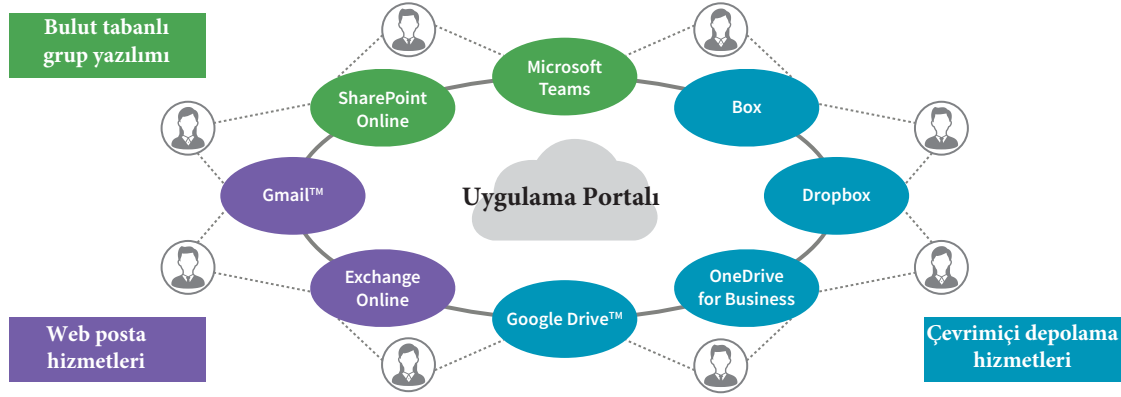 Bulut tabanlı
grup yazılımı
Microsoft
Teams
SharePoint
Online
Box
Gmail™
Uygulama Portalı
Dropbox
Exchange
Online
OneDrive
for Business
Google Drive™
Web posta
hizmetleri
Çevrimiçi depolama
hizmetleri